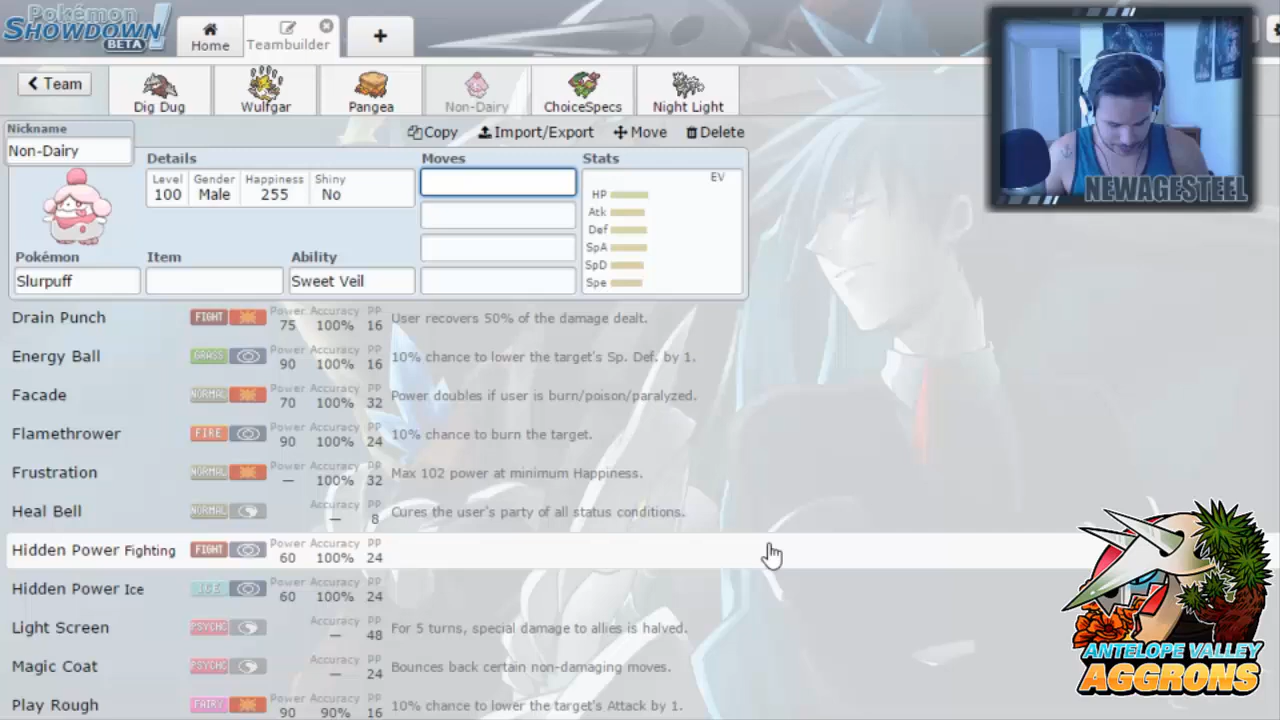 Pokémon
SHOWDOWN!
BETA
Home
Teambuilder
+
Team
Dig Dug
Wulfgar
Pangea
Non-Dairy
ChoiceSpecs
Night Light
Copy
Import/Export
Move
Delete
Nickname
Non-Dairy
Details
Level Gender Happiness Shiny
100 Male 255 No
Pokémon
Slurpuff
Item
Ability
Sweet Veil
Moves
Stats
EV
HP
Atk
Def
SpA
SpD
Spe
Drain Punch FIGHT Power 75 Accuracy 100% PP 16 User recovers 50% of the damage dealt.
Energy Ball GRASS Power 90 Accuracy 100% PP 16 10% chance to lower the target's Sp. Def. by 1.
Facade NORMAL Power 70 Accuracy 100% PP 32 Power doubles if user is burn/poison/paralyzed.
Flamethrower FIRE Power 90 Accuracy 100% PP 24 10% chance to burn the target.
Frustration NORMAL Power — Accuracy 100% PP 32 Max 102 power at minimum Happiness.
Heal Bell NORMAL Accuracy — PP 8 Cures the user's party of all status conditions.
Hidden Power Fighting FIGHT Power 60 Accuracy 100% PP 24
Hidden Power Ice ICE Power 60 Accuracy 100% PP 24
Light Screen PSYCHC Accuracy — PP 48 For 5 turns, special damage to allies is halved.
Magic Coat PSYCHC Accuracy — PP 24 Bounces back certain non-damaging moves.
Play Rough FAIRY Power 90 Accuracy 90% PP 16 10% chance to lower the target's Attack by 1.
NEWAGESTEEL
ANTELOPE VALLEY
AGGRONS